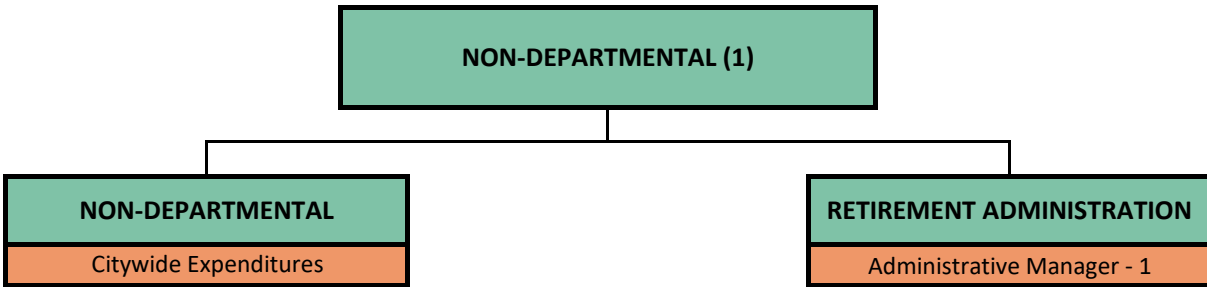 NON-DEPARTMENTAL (1)
NON-DEPARTMENTAL
Citywide Expenditures
RETIREMENT ADMINISTRATION
Administrative Manager - 1